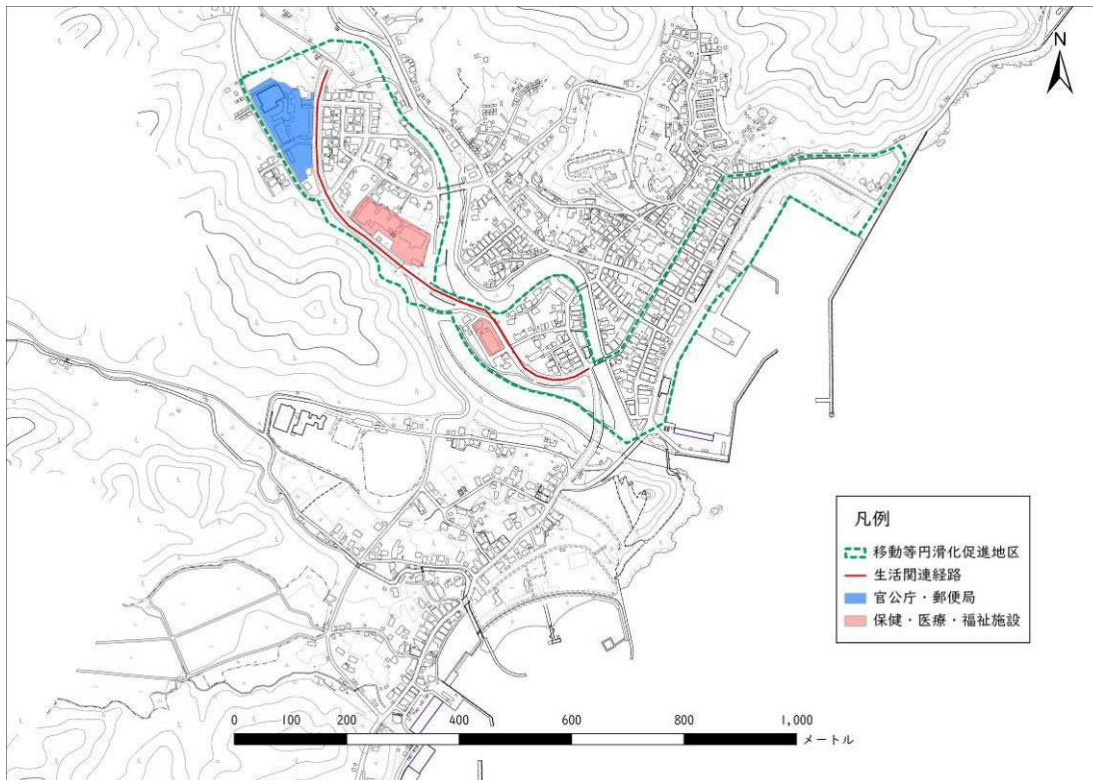 N
凡例
移動等円滑化促進地区
生活関連経路
官公庁・郵便局
保健・医療・福祉施設
0 100 200 400 600 800 1,000
メートル